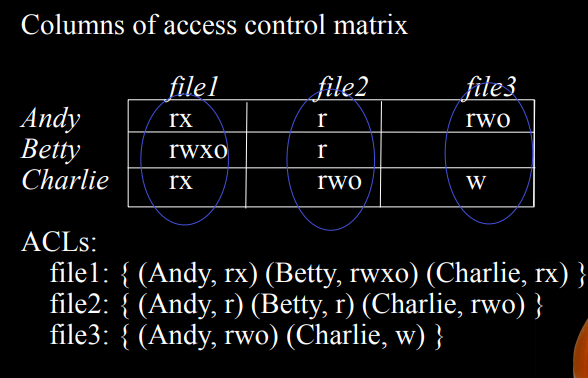 Columns of access control matrix
file1 file2 file3
Andy rx r rwo
Betty rwxo r
Charlie rx rwo w
ACLs:
file1: { (Andy, rx) (Betty, rwxo) (Charlie, rx) }
file2: { (Andy, r) (Betty, r) (Charlie, rwo) }
file3: { (Andy, rwo) (Charlie, w) }